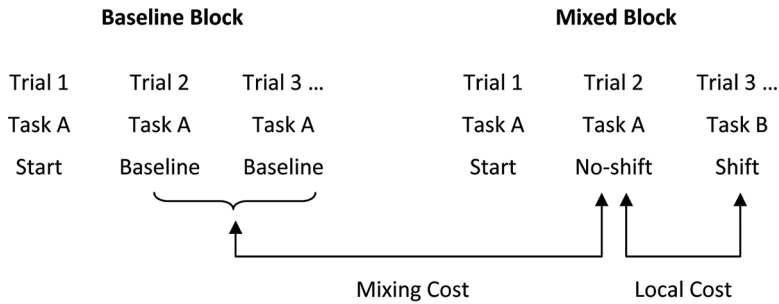 Baseline Block Mixed Block
Trial 1 Trial 2 Trial 3 ... Trial 1 Trial 2 Trial 3 ...
Task A Task A Task A Task A Task A Task B
Start Baseline Baseline Start No-shift Shift
Mixing Cost Local Cost